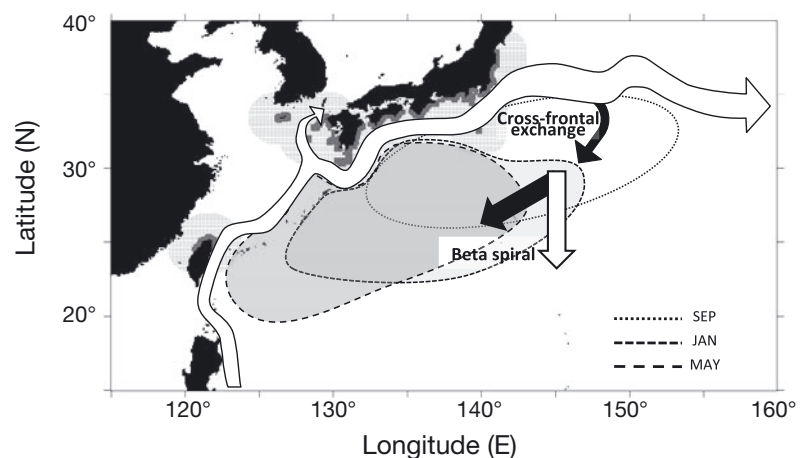 40°
30°
20°
Latitude (N)
Cross-frontal
exchange
Beta spiral
SEP
JAN
MAY
120°
130°
140°
150°
160°
Longitude (E)